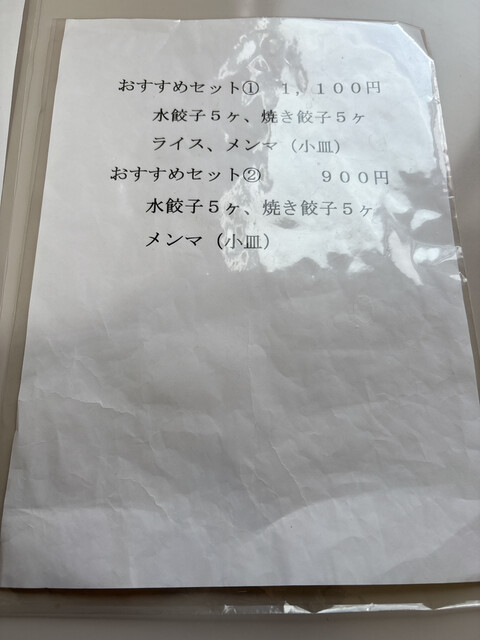 おすすめセット① １，１００円
水餃子５ヶ、焼き餃子５ヶ
ライス、メンマ（小皿）
おすすめセット② ９００円
水餃子５ヶ、焼き餃子５ヶ
メンマ（小皿）